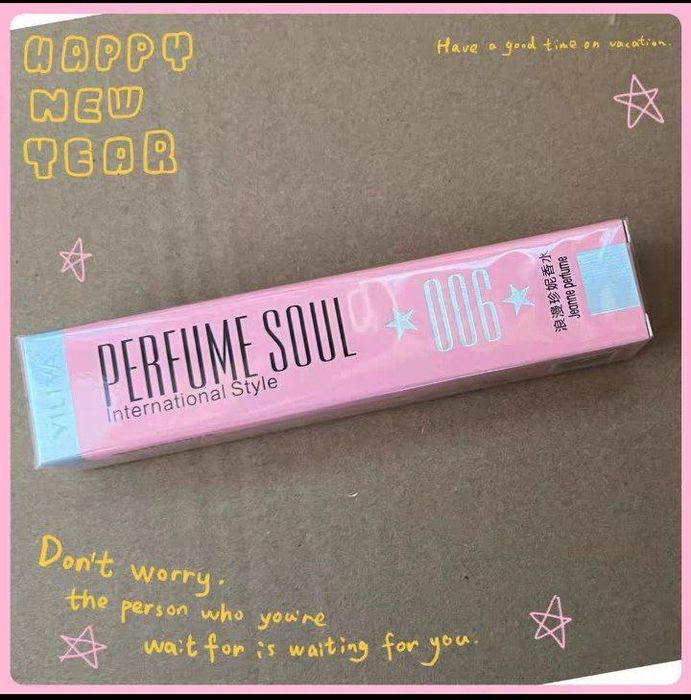 HAPPY
NEW
YEAR
Have a good time on vacation.
YILIYA
PERFUME SOUL
International Style
006
浪漫珍妮香水
Jeanne perfume
Don't worry.
the person who you're
wait for is waiting for you.